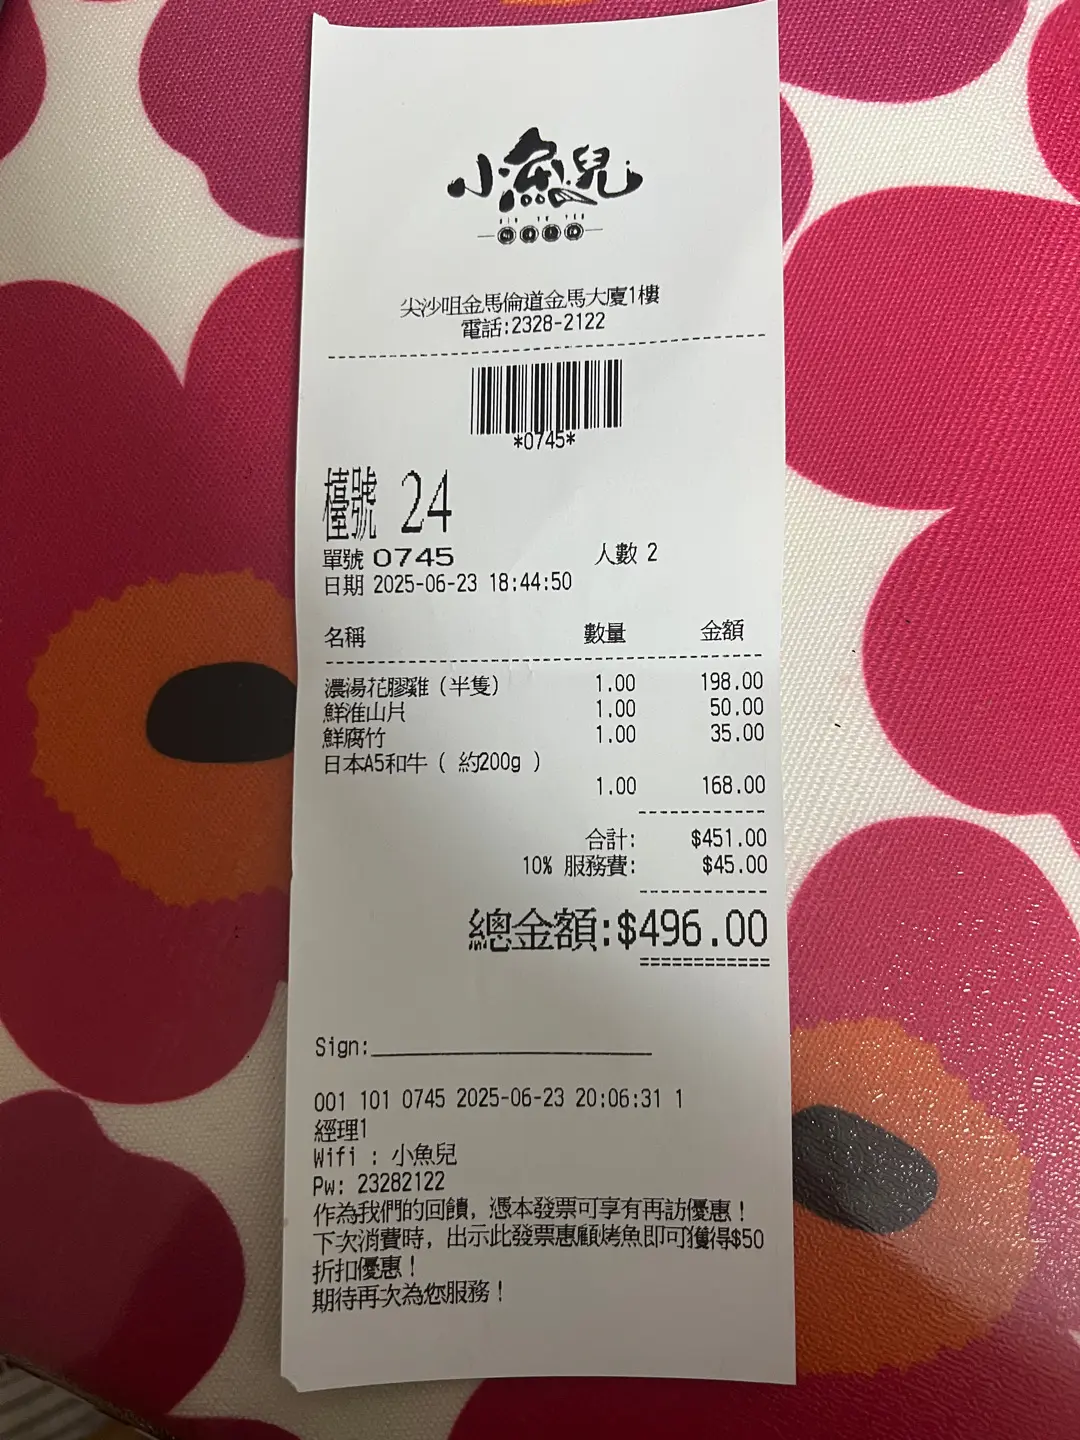 小魚兒
尖沙咀金馬倫道金馬大廈1樓
電話:2328-2122
*0745*
檯號 24
單號 0745 人數 2
日期 2025-06-23 18:44:50
名稱 數量 金額
濃湯花膠雞（半隻） 1.00 198.00
鮮淮山片 1.00 50.00
鮮腐竹 1.00 35.00
日本A5和牛（ 約200g ）
1.00 168.00
合計: $451.00
10% 服務費: $45.00
總金額:$496.00
Sign:
001 101 0745 2025-06-23 20:06:31 1
經理1
Wifi : 小魚兒
Pw: 23282122
作為我們的回饋，憑本發票可享有再訪優惠！
下次消費時，出示此發票惠顧烤魚即可獲得$50
折扣優惠！
期待再次為您服務！